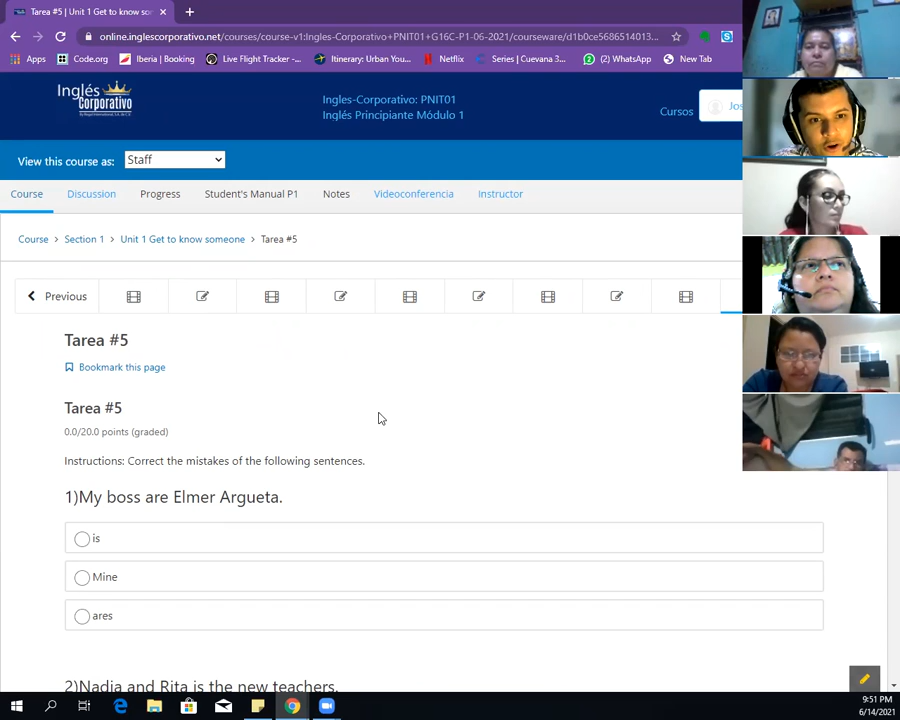 Tarea #5 | Unit 1 Get to know so
online.inglescorporativo.net/courses/course-v1:Ingles-Corporativo+PNIT01+G16C-P1-06-2021/courseware/d1b0ce5686514013...
Apps Code.org Iberia | Booking Live Flight Tracker -... Itinerary: Urban You... Netflix Series | Cuevana 3... (2) WhatsApp New Tab
Inglés
Corporativo
Ingles-Corporativo: PNIT01
Inglés Principiante Módulo 1
Cursos
Jos
View this course as: Staff
Course Discussion Progress Student's Manual P1 Notes Videoconferencia Instructor
Course > Section 1 > Unit 1 Get to know someone > Tarea #5
Previous
Tarea #5
Bookmark this page
Tarea #5
0.0/20.0 points (graded)
Instructions: Correct the mistakes of the following sentences.
1)My boss are Elmer Argueta.
is
Mine
ares
2)Nadia and Rita is the new teachers.
9:51 PM
6/14/2021